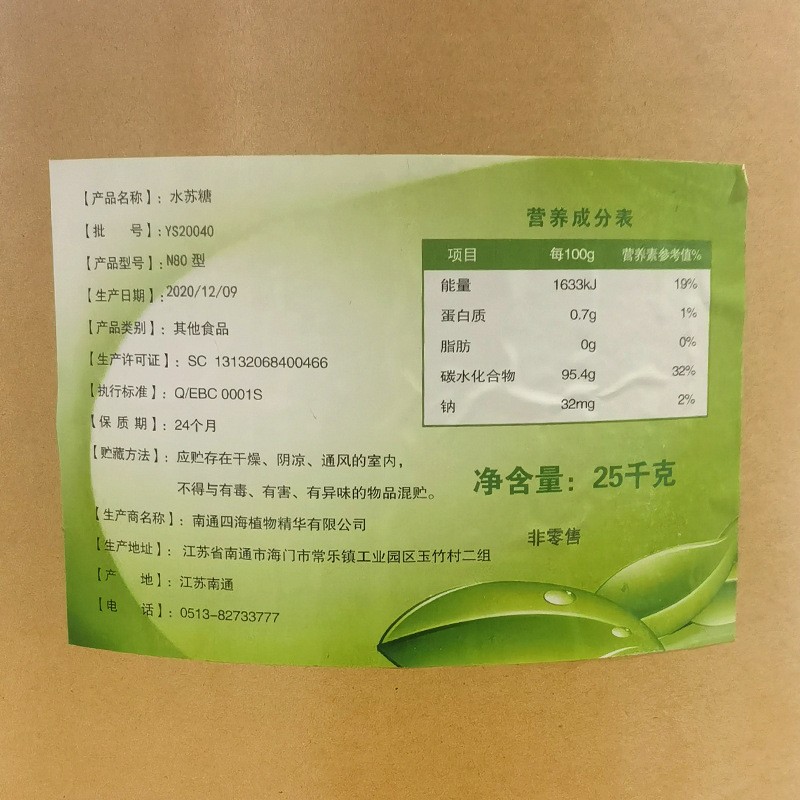 【产品名称】：水苏糖
【批 号】：YS20040
【产品型号】：N80 型
【生产日期】：2020/12/09
【产品类别】：其他食品
【生产许可证】：SC 13132068400466
【执行标准】：Q/EBC 0001S
【保 质 期】：24个月
【贮藏方法】：应贮存在干燥、阴凉、通风的室内，
不得与有毒、有害、有异味的物品混贮。
【生产商名称】：南通四海植物精华有限公司
【生产地址】：江苏省南通市海门市常乐镇工业园区玉竹村二组
【产 地】：江苏南通
【电 话】：0513-82733777
营养成分表
项目 每100g 营养素参考值%
能量 1633kJ 19%
蛋白质 0.7g 1%
脂肪 0g 0%
碳水化合物 95.4g 32%
钠 32mg 2%
净含量：25千克
非零售